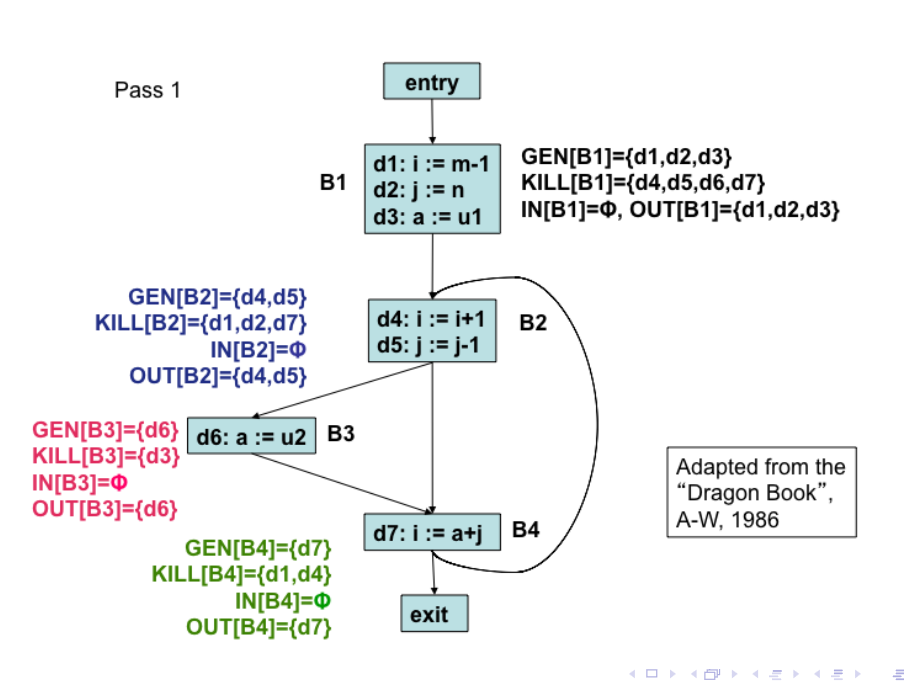 Pass 1
entry
B1
d1: i := m-1
d2: j := n
d3: a := u1
GEN[B1]={d1,d2,d3}
KILL[B1]={d4,d5,d6,d7}
IN[B1]=Φ, OUT[B1]={d1,d2,d3}
GEN[B2]={d4,d5}
KILL[B2]={d1,d2,d7}
IN[B2]=Φ
OUT[B2]={d4,d5}
d4: i := i+1
d5: j := j-1
B2
GEN[B3]={d6}
KILL[B3]={d3}
IN[B3]=Φ
OUT[B3]={d6}
d6: a := u2
B3
Adapted from the
“Dragon Book”,
A-W, 1986
d7: i := a+j
B4
GEN[B4]={d7}
KILL[B4]={d1,d4}
IN[B4]=Φ
OUT[B4]={d7}
exit